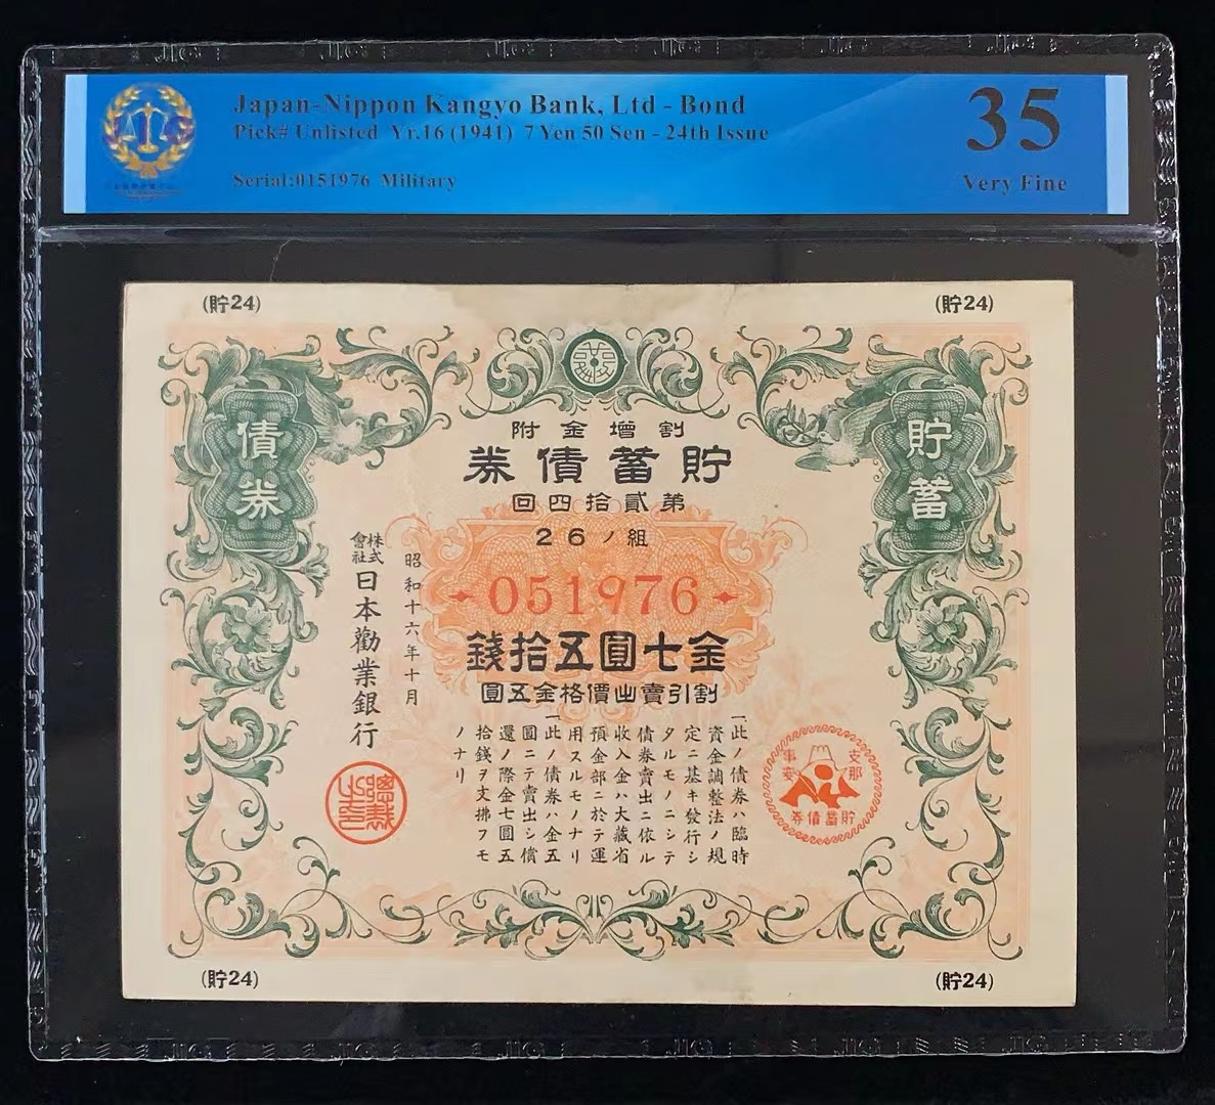 Japan-Nippon Kangyo Bank, Ltd - Bond
Pick# Unlisted Yr.16 (1941) 7 Yen 50 Sen - 24th Issue
Serial:0151976 Military
35
Very Fine
(貯24)
(貯24)
貯蓄
債券
割増金附
貯蓄債券
第貳拾四回
26ノ組
051976
金七圓五拾錢
割引賣出價格金五圓
一此ノ債券ハ臨時
資金調整法ノ規
定ニ基キ發行シ
タルモノニシテ
債券賣出ニ依ル
收入金ハ大藏省
預金部ニ於テ運
用スルモノナリ
一此ノ債券ハ金五
圓ニテ賣出シ償
還ノ際金七圓五
拾錢ヲ支拂フモ
ノナリ
昭和十六年十月
株式會社日本勸業銀行
支那
事變
貯蓄債券
(貯24)
(貯24)